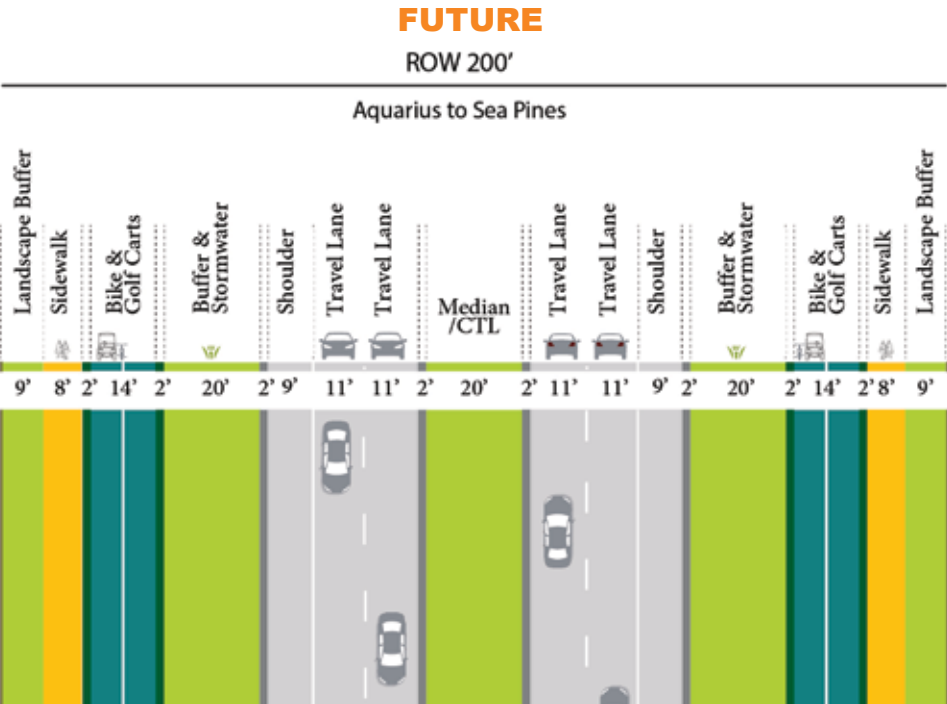 FUTURE
ROW 200′
Aquarius to Sea Pines
Landscape Buffer
Sidewalk
Bike &
Golf Carts
Buffer &
Stormwater
Shoulder
Travel Lane
Travel Lane
Median
/CTL
Travel Lane
Travel Lane
Shoulder
Buffer &
Stormwater
Bike &
Golf Carts
Sidewalk
Landscape Buffer
9′ 8′ 2′ 14′ 2′ 20′ 2′ 9′ 11′ 11′ 2′ 20′ 2′ 11′ 11′ 9′ 2′ 20′ 2′ 14′ 2′ 8′ 9′